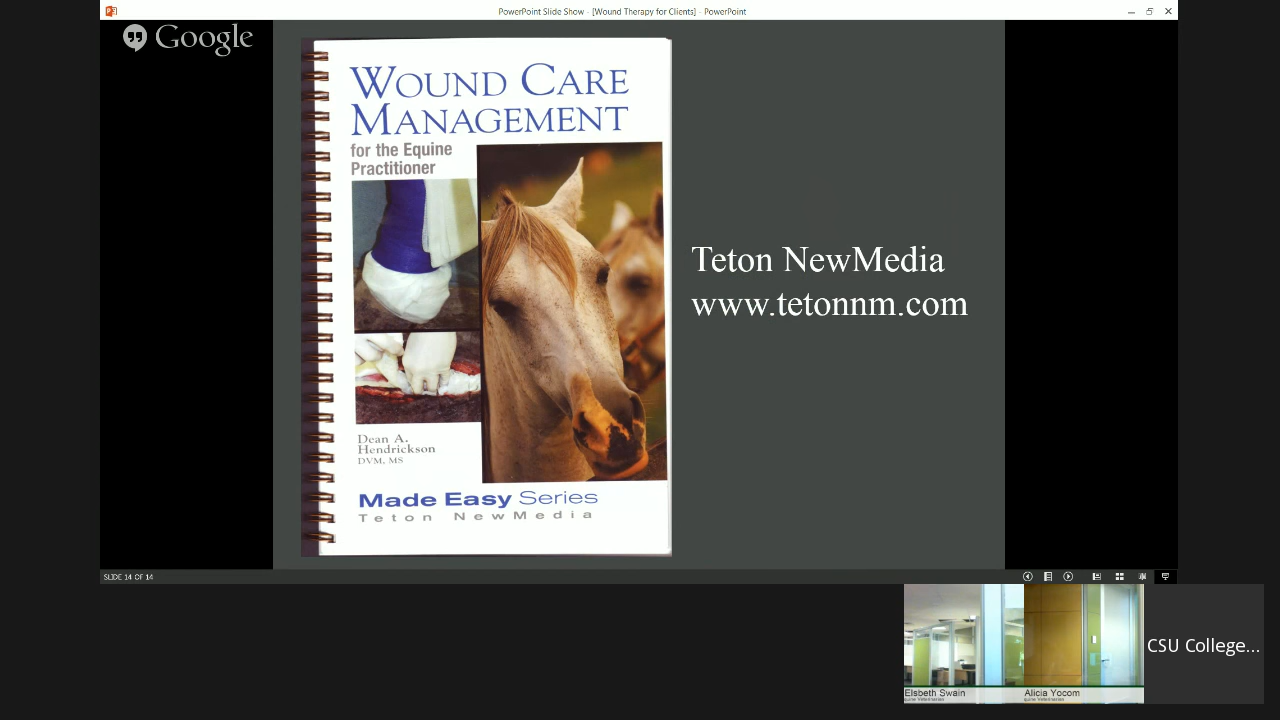 PowerPoint Slide Show - [Wound Therapy for Clients] - PowerPoint
Google
WOUND CARE
MANAGEMENT
for the Equine
Practitioner
Dean A.
Hendrickson
DVM, MS
Made Easy Series
Teton NewMedia
Teton NewMedia
www.tetonnm.com
SLIDE 14 OF 14
Elsbeth Swain
Alicia Yocom
CSU College...